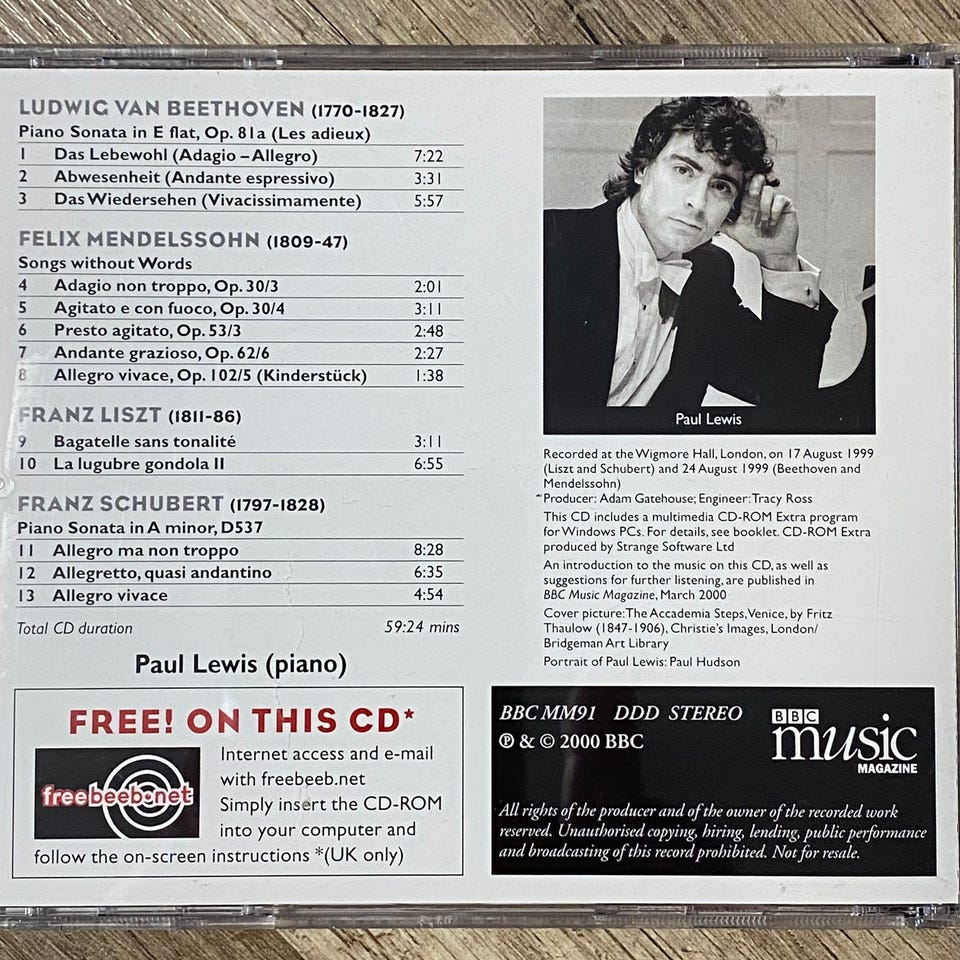 LUDWIG VAN BEETHOVEN (1770-1827)
Piano Sonata in E flat, Op. 81a (Les adieux)
1 Das Lebewohl (Adagio – Allegro) 7:22
2 Abwesenheit (Andante espressivo) 3:31
3 Das Wiedersehen (Vivacissimamente) 5:57
FELIX MENDELSSOHN (1809-47)
Songs without Words
4 Adagio non troppo, Op. 30/3 2:01
5 Agitato e con fuoco, Op. 30/4 3:11
6 Presto agitato, Op. 53/3 2:48
7 Andante grazioso, Op. 62/6 2:27
8 Allegro vivace, Op. 102/5 (Kinderstück) 1:38
FRANZ LISZT (1811-86)
9 Bagatelle sans tonalité 3:11
10 La lugubre gondola II 6:55
FRANZ SCHUBERT (1797-1828)
Piano Sonata in A minor, D537
11 Allegro ma non troppo 8:28
12 Allegretto, quasi andantino 6:35
13 Allegro vivace 4:54
Total CD duration 59:24 mins
Paul Lewis (piano)
FREE! ON THIS CD*
freebeeb.net
Internet access and e-mail
with freebeeb.net
Simply insert the CD-ROM
into your computer and
follow the on-screen instructions *(UK only)
Paul Lewis
Recorded at the Wigmore Hall, London, on 17 August 1999
(Liszt and Schubert) and 24 August 1999 (Beethoven and
Mendelssohn)
Producer: Adam Gatehouse; Engineer: Tracy Ross
This CD includes a multimedia CD-ROM Extra program
for Windows PCs. For details, see booklet. CD-ROM Extra
produced by Strange Software Ltd
An introduction to the music on this CD, as well as
suggestions for further listening, are published in
BBC Music Magazine, March 2000
Cover picture: The Accademia Steps, Venice, by Fritz
Thaulow (1847-1906), Christie's Images, London/
Bridgeman Art Library
Portrait of Paul Lewis: Paul Hudson
BBC MM91 DDD STEREO
℗ & © 2000 BBC
BBC
music
MAGAZINE
All rights of the producer and of the owner of the recorded work
reserved. Unauthorised copying, hiring, lending, public performance
and broadcasting of this record prohibited. Not for resale.